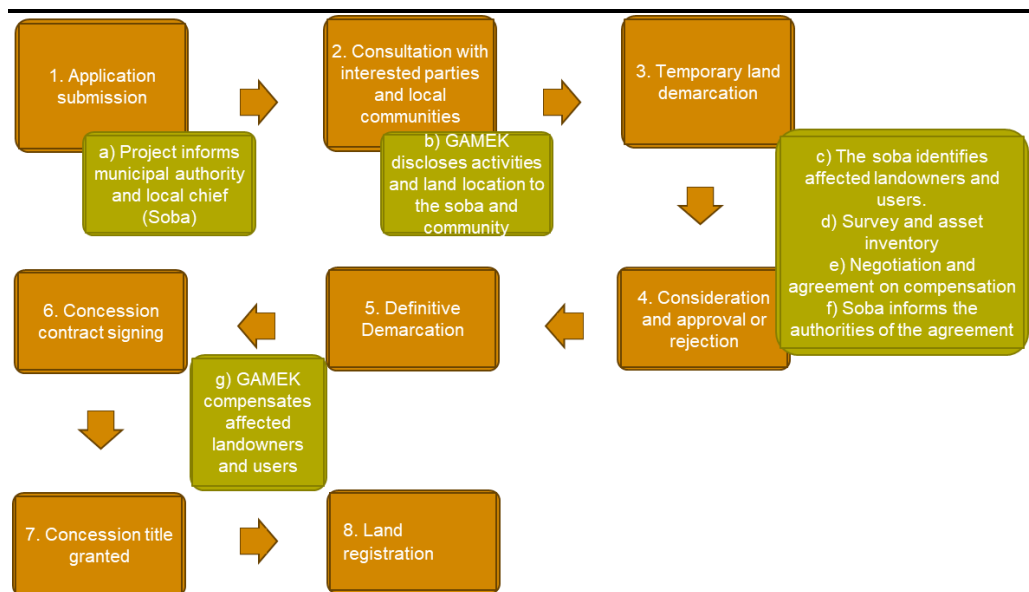 1. Application
submission
a) Project informs
municipal authority
and local chief
(Soba)
2. Consultation with
interested parties
and local
communities
b) GAMEK
discloses activities
and land location to
the soba and
community
3. Temporary land
demarcation
c) The soba identifies
affected landowners and
users.
d) Survey and asset
inventory
e) Negotiation and
agreement on compensation
f) Soba informs the
authorities of the agreement
4. Consideration
and approval or
rejection
5. Definitive
Demarcation
6. Concession
contract signing
g) GAMEK
compensates
affected
landowners
and users
7. Concession title
granted
8. Land
registration